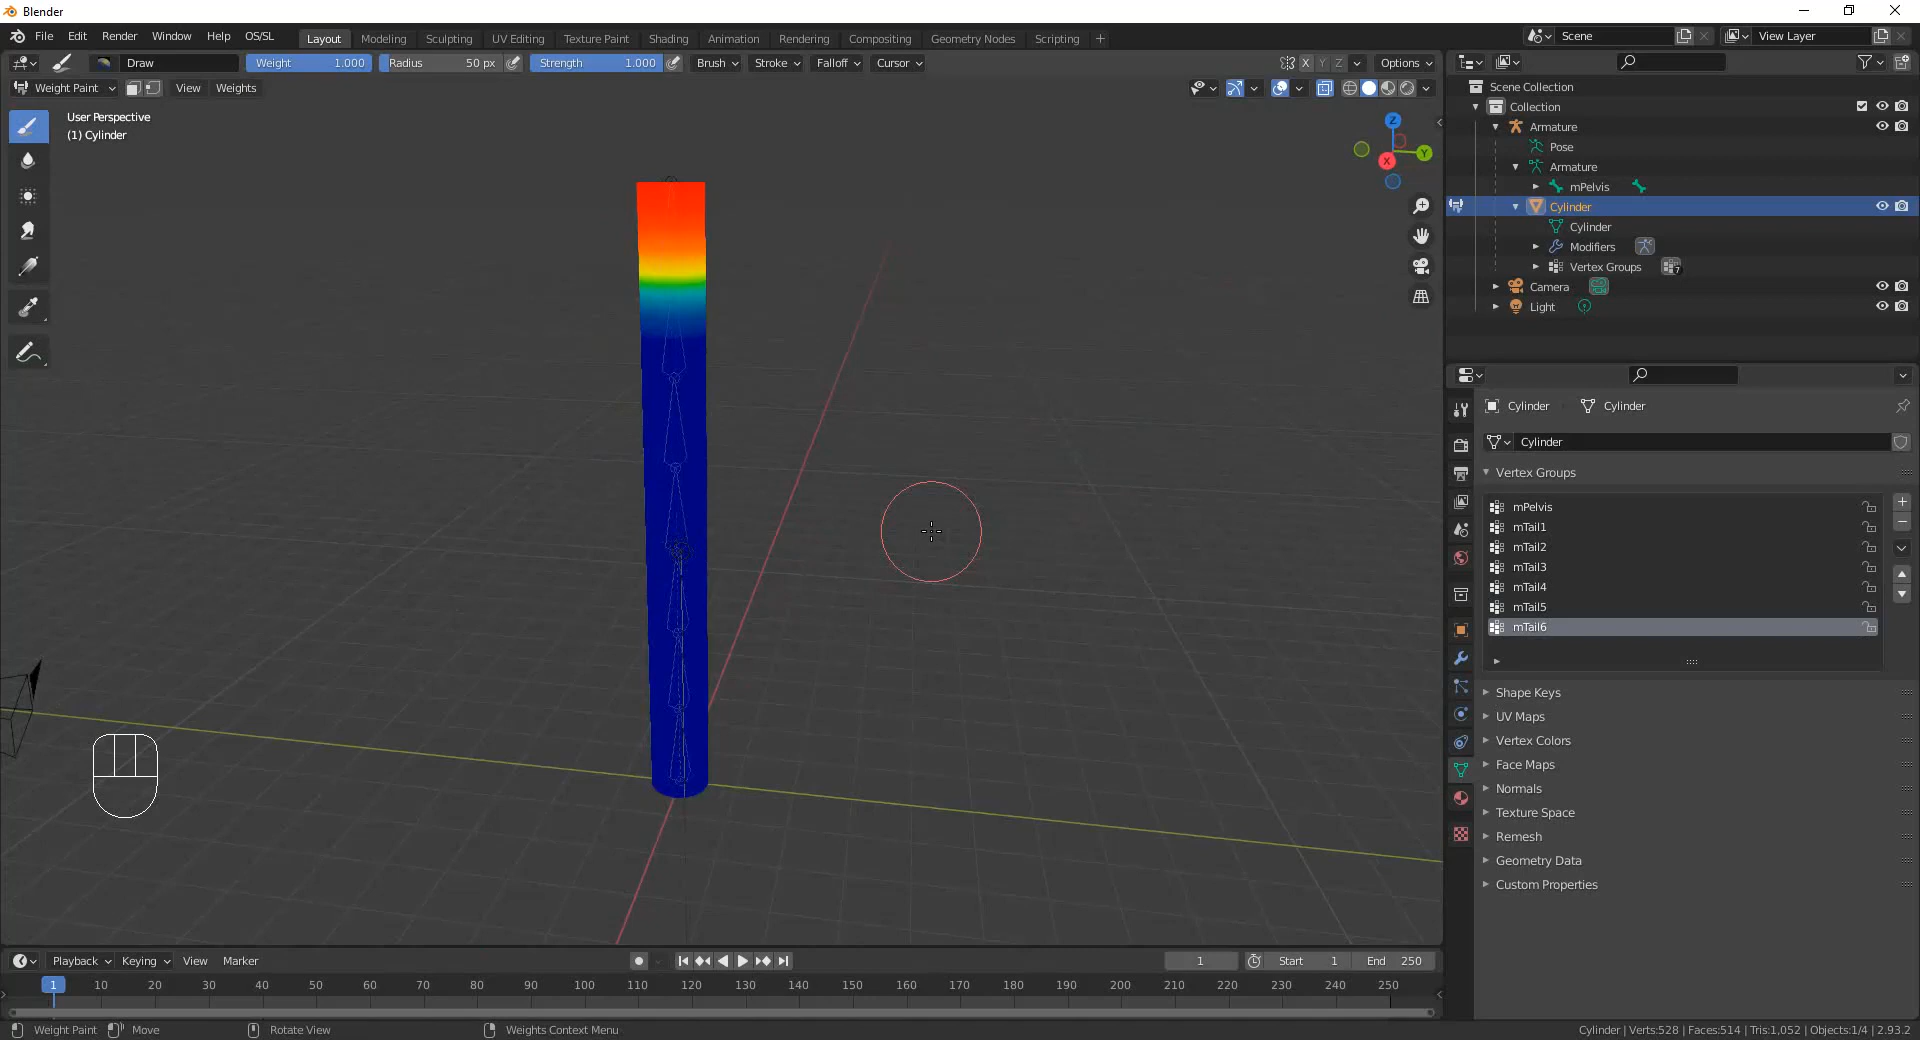 Blender
File Edit Render Window Help OS/SL Layout Modeling Sculpting UV Editing Texture Paint Shading Animation Rendering Compositing Geometry Nodes Scripting + Scene View Layer
Draw Weight 1.000 Radius 50 px Strength 1.000 Brush Stroke Falloff Cursor X Y Z Options
Weight Paint View Weights
User Perspective
(1) Cylinder
Z
Y
X
Scene Collection
Collection
Armature
Pose
Armature
mPelvis
Cylinder
Cylinder
Modifiers
Vertex Groups 7
Camera
Light
Cylinder Cylinder
Cylinder
Vertex Groups
mPelvis
mTail1
mTail2
mTail3
mTail4
mTail5
mTail6
Shape Keys
UV Maps
Vertex Colors
Face Maps
Normals
Texture Space
Remesh
Geometry Data
Custom Properties
Playback Keying View Marker 1 Start 1 End 250
1 10 20 30 40 50 60 70 80 90 100 110 120 130 140 150 160 170 180 190 200 210 220 230 240 250
Weight Paint Move Rotate View Weights Context Menu Cylinder | Verts:528 | Faces:514 | Tris:1,052 | Objects:1/4 | 2.93.2